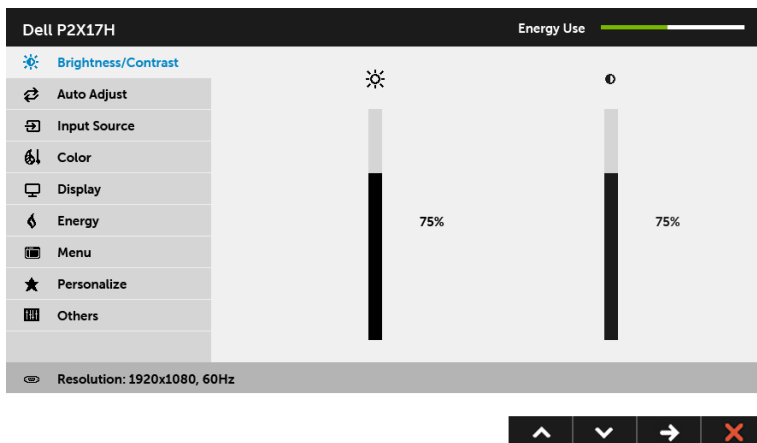 Dell P2X17H
Energy Use
Brightness/Contrast
Auto Adjust
Input Source
Color
Display
Energy
75%
75%
Menu
Personalize
Others
Resolution: 1920x1080, 60Hz